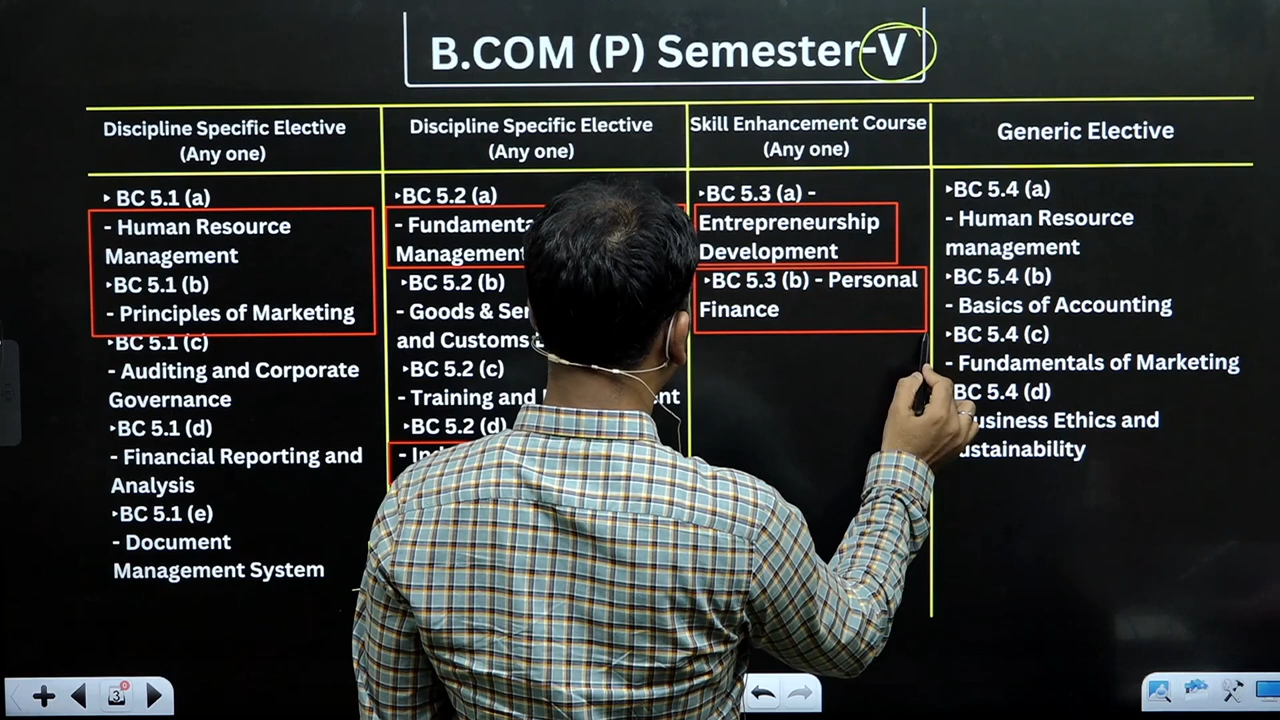 B.COM (P) Semester-V
Discipline Specific Elective
(Any one)
‣ BC 5.1 (a)
- Human Resource
Management
‣BC 5.1 (b)
- Principles of Marketing
‣BC 5.1 (c)
- Auditing and Corporate
Governance
‣BC 5.1 (d)
- Financial Reporting and
Analysis
‣BC 5.1 (e)
- Document
Management System
Discipline Specific Elective
(Any one)
‣BC 5.2 (a)
-
Management
‣BC 5.2 (b)
- Goods &
and Customs
‣BC 5.2 (c)
- Training and
‣BC 5.2 (d)
-
Skill Enhancement Course
(Any one)
‣BC 5.3 (a) -
Entrepreneurship
Development
‣BC 5.3 (b) - Personal
Finance
Generic Elective
‣BC 5.4 (a)
- Human Resource
management
‣BC 5.4 (b)
- Basics of Accounting
‣BC 5.4 (c)
- Fundamentals of Marketing
BC 5.4 (d)
Business Ethics and
Sustainability
3